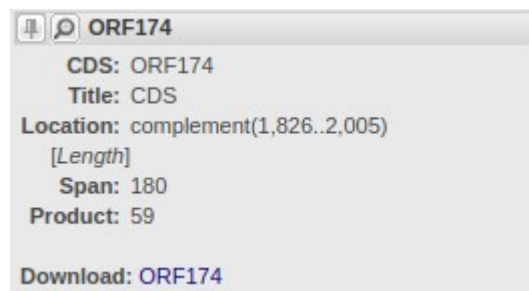 ORF174
CDS: ORF174
Title: CDS
Location: complement(1,826..2,005)
[Length]
Span: 180
Product: 59
Download: ORF174